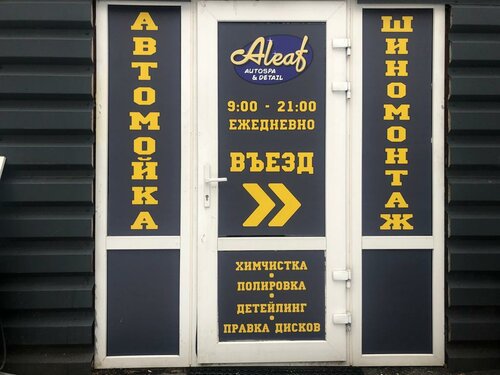 АВТОМОЙКА
Aleaf
AUTOSPA
& DETAIL
9:00 - 21:00
ЕЖЕДНЕВНО
ВЪЕЗД
ХИМЧИСТКА
ПОЛИРОВКА
ДЕТЕЙЛИНГ
ПРАВКА ДИСКОВ
ШИНОМОНТАЖ